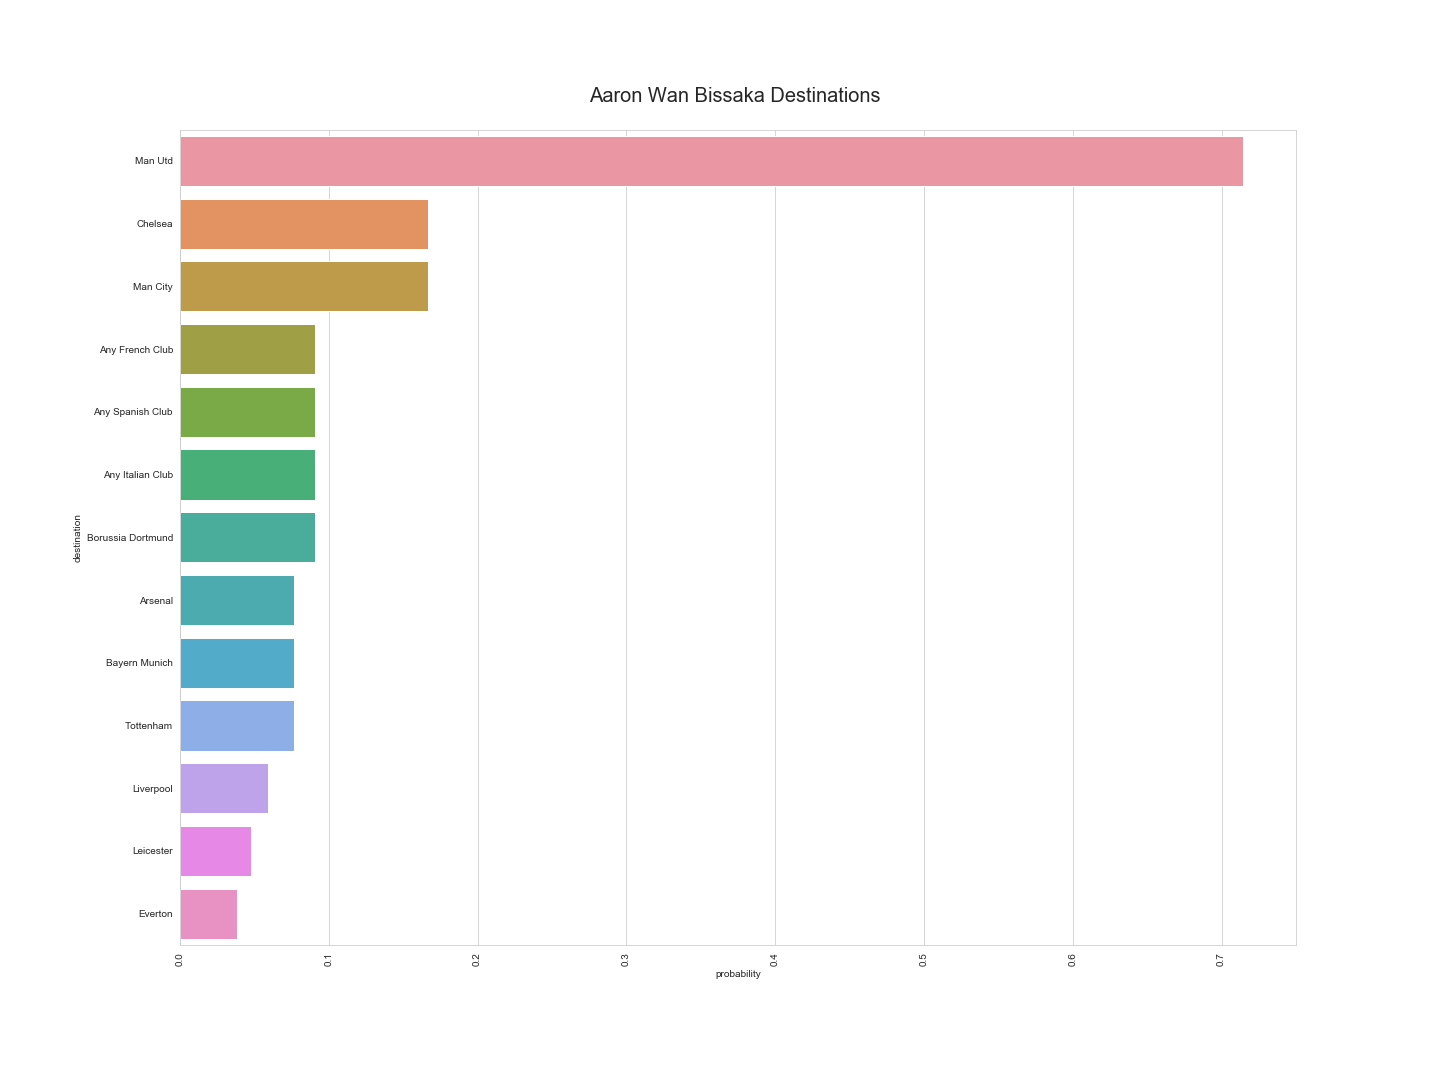 Aaron Wan Bissaka Destinations
Man Utd
Chelsea
Man City
Any French Club
Any Spanish Club
Any Italian Club
Borussia Dortmund
Arsenal
Bayern Munich
Tottenham
Liverpool
Leicester
Everton
destination
0.0 0.1 0.2 0.3 0.4 0.5 0.6 0.7
probability